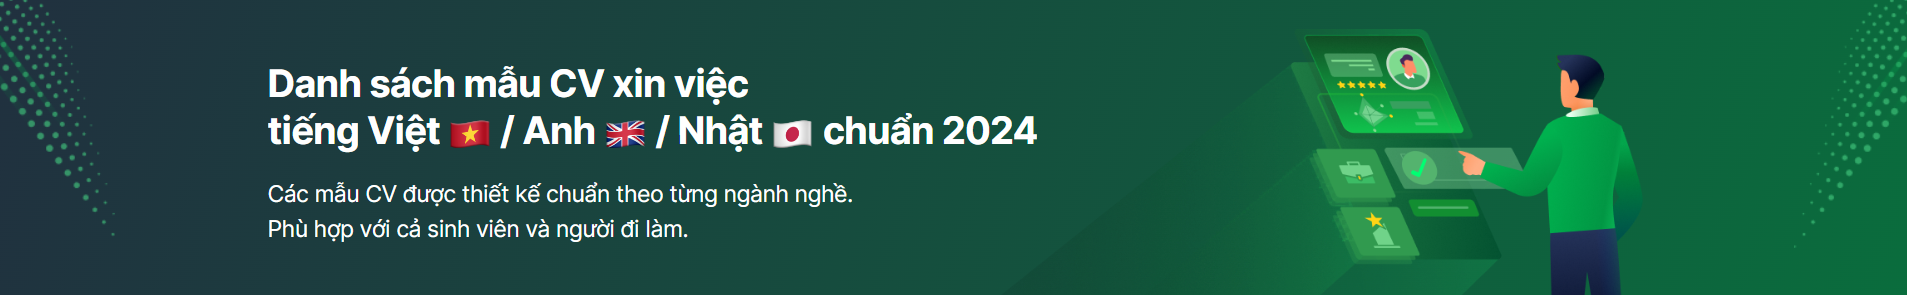 Danh sách mẫu CV xin việc
tiếng Việt 🇻🇳 / Anh 🇬🇧 / Nhật 🇯🇵 chuẩn 2024
Các mẫu CV được thiết kế chuẩn theo từng ngành nghề.
Phù hợp với cả sinh viên và người đi làm.